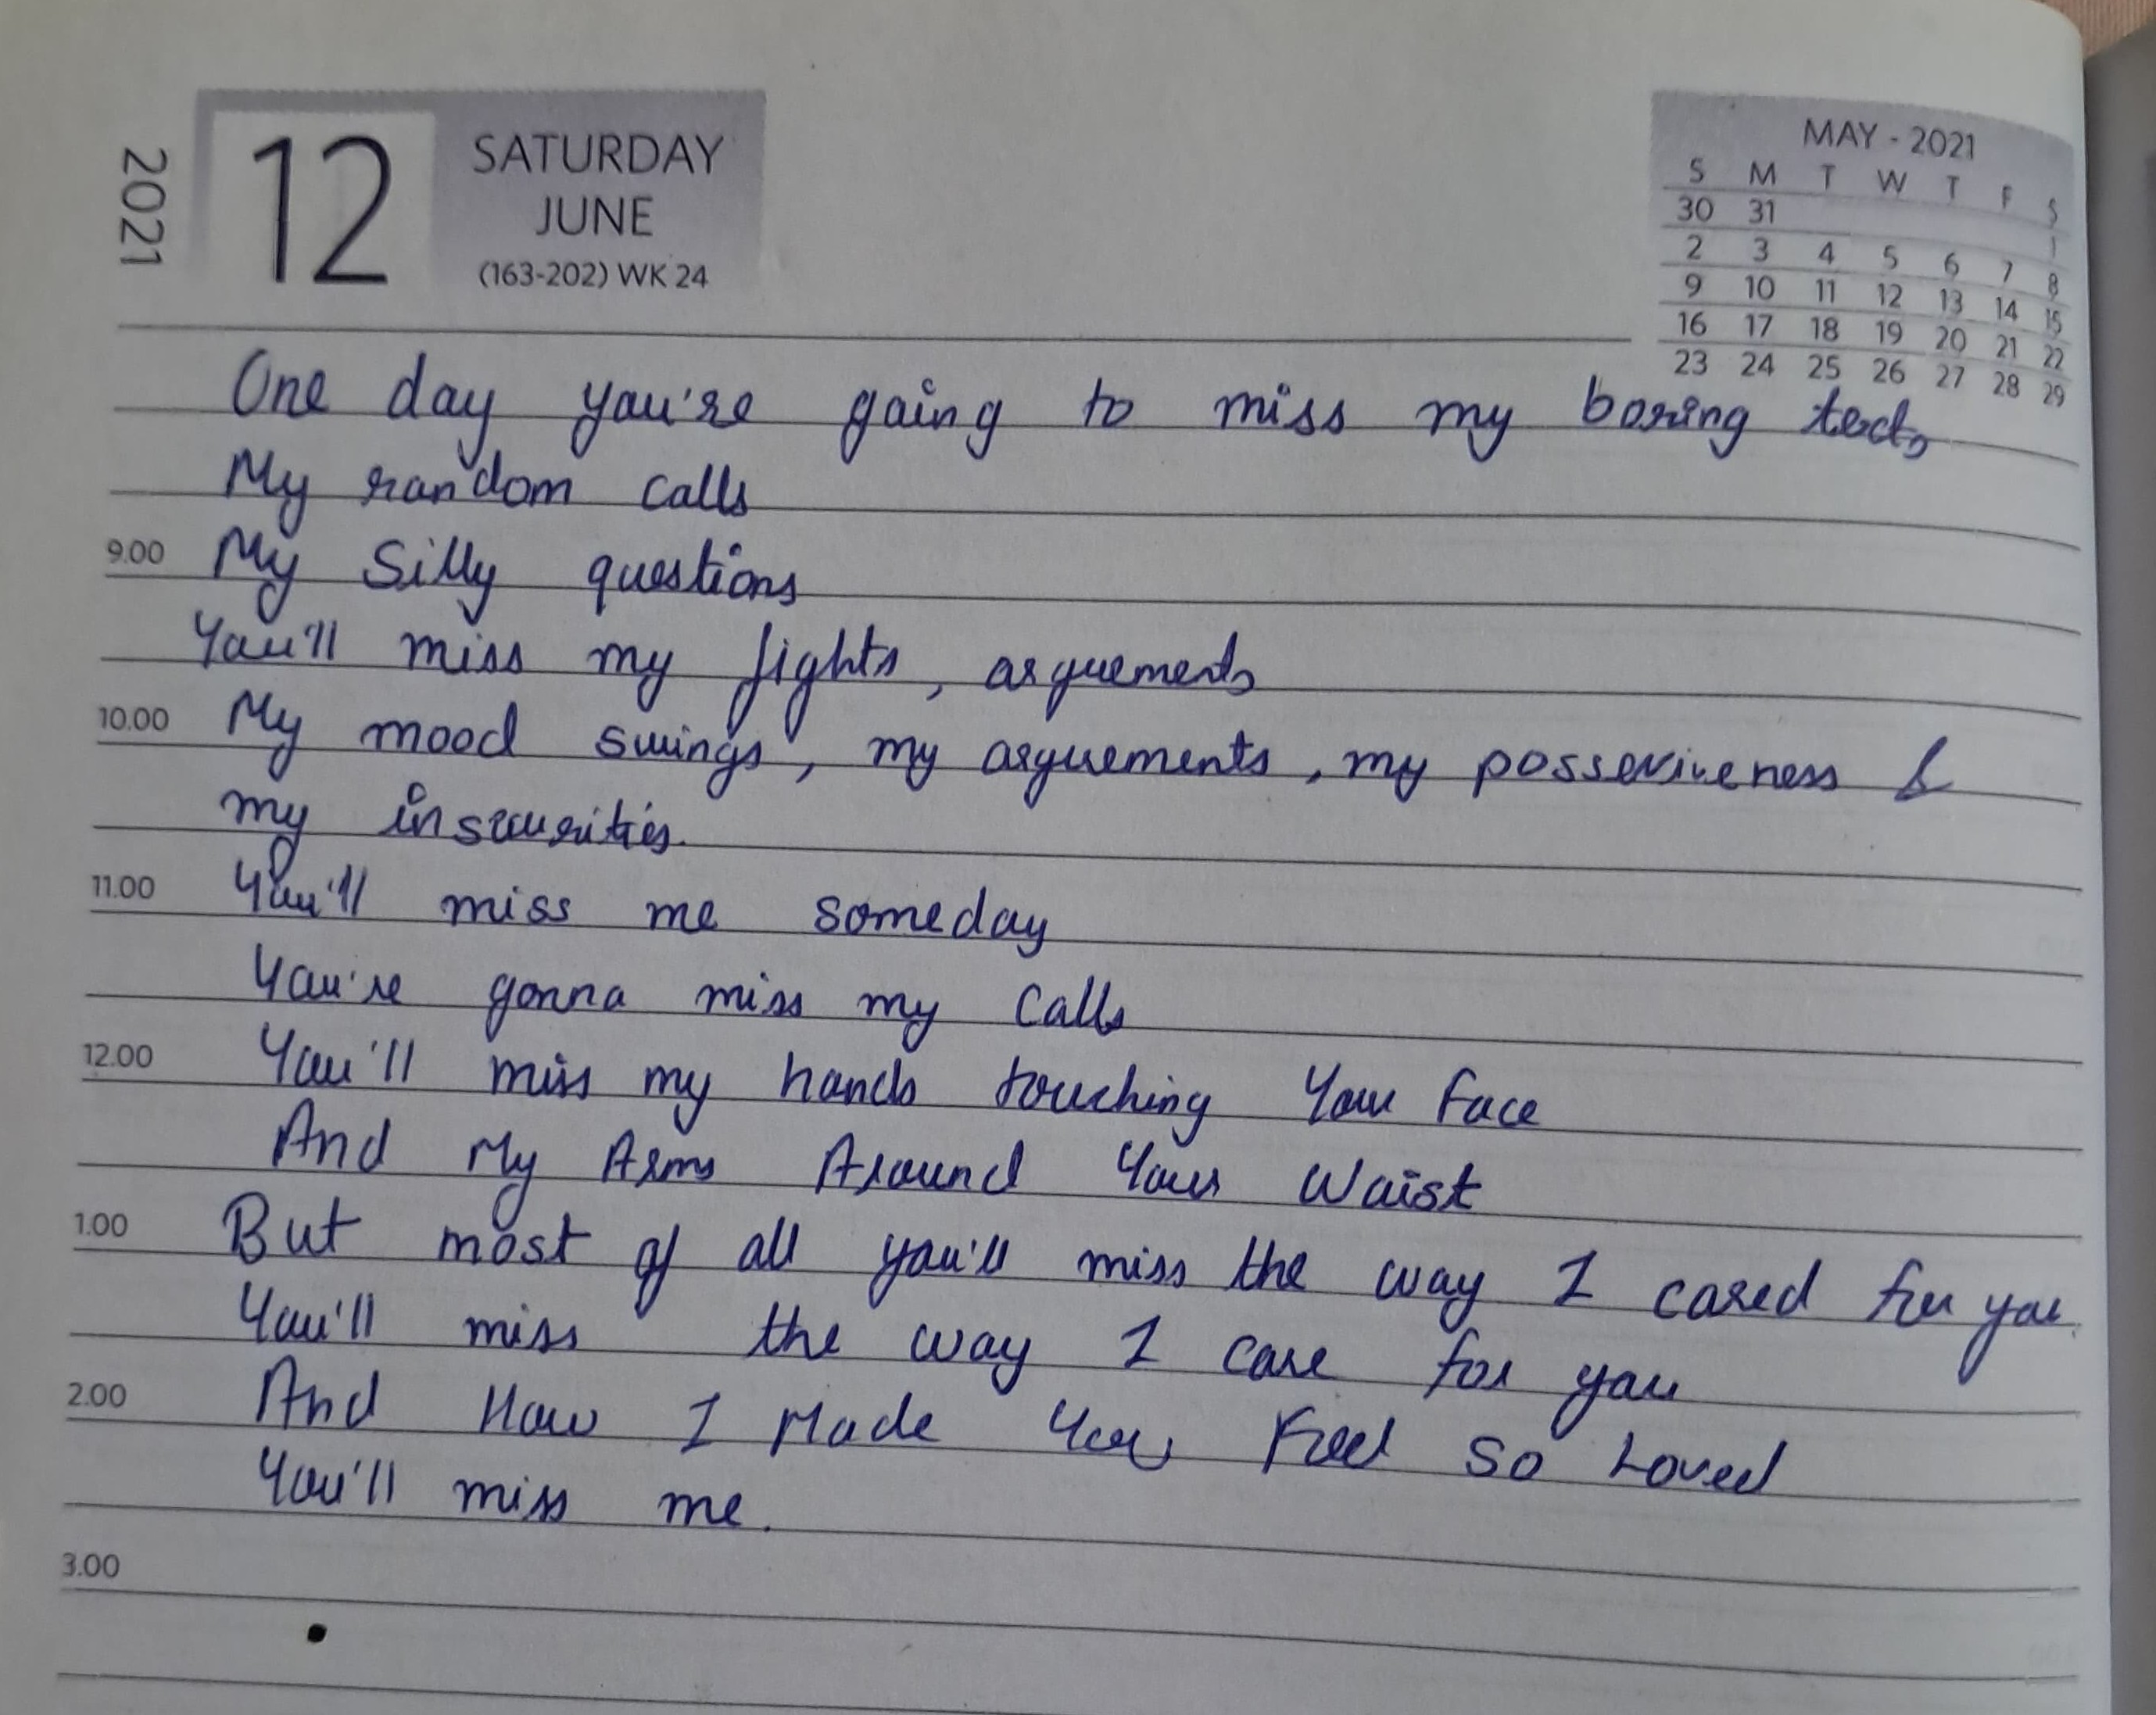 2021
12
SATURDAY
JUNE
(163-202) WK 24
MAY - 2021
S M T W T F S
30 31
1
2 3 4 5 6 7 8
9 10 11 12 13 14 15
16 17 18 19 20 21 22
23 24 25 26 27 28 29
One day you're going to miss my boring texts
My random calls
9.00 My Silly questions
You'll miss my fights, arguements
10.00 My mood swings, my arguements, my possesiveness &
my insecurities.
11.00 You'll miss me someday
You're gonna miss my Calls
12.00 You'll miss my hands touching Your Face
And My Arms Around Your Waist
1.00 But most of all you'll miss the way I cared for you.
You'll miss the way I care for you
2.00 And How I Made You Feel So Loved
You'll miss me.
3.00